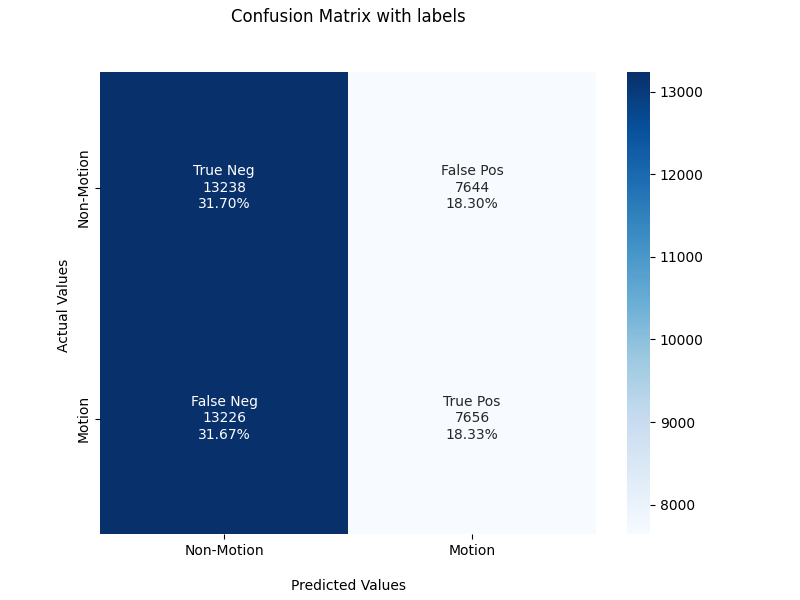 Confusion Matrix with labels
True Neg
13238
31.70%
False Pos
7644
18.30%
False Neg
13226
31.67%
True Pos
7656
18.33%
Non-Motion
Motion
Actual Values
Non-Motion
Motion
Predicted Values
13000
12000
11000
10000
9000
8000